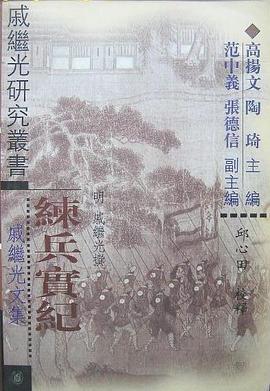 高揚文 陶琦 主編
范中義 張德信 副主編
邱心田 校釋
明 戚繼光撰
練兵實紀
戚繼光文集
戚繼光研究叢書